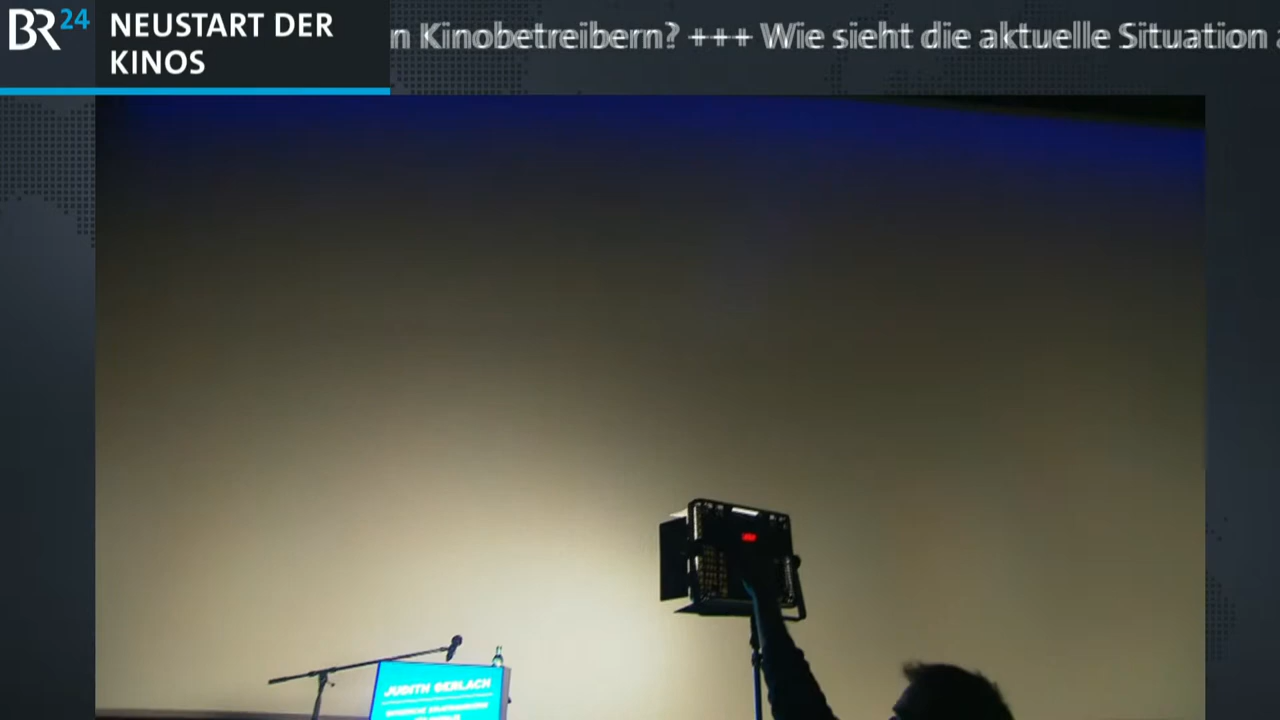 BR24
NEUSTART DER
KINOS
n Kinobetreibern? +++ Wie sieht die aktuelle Situation
JUDITH GERLACH